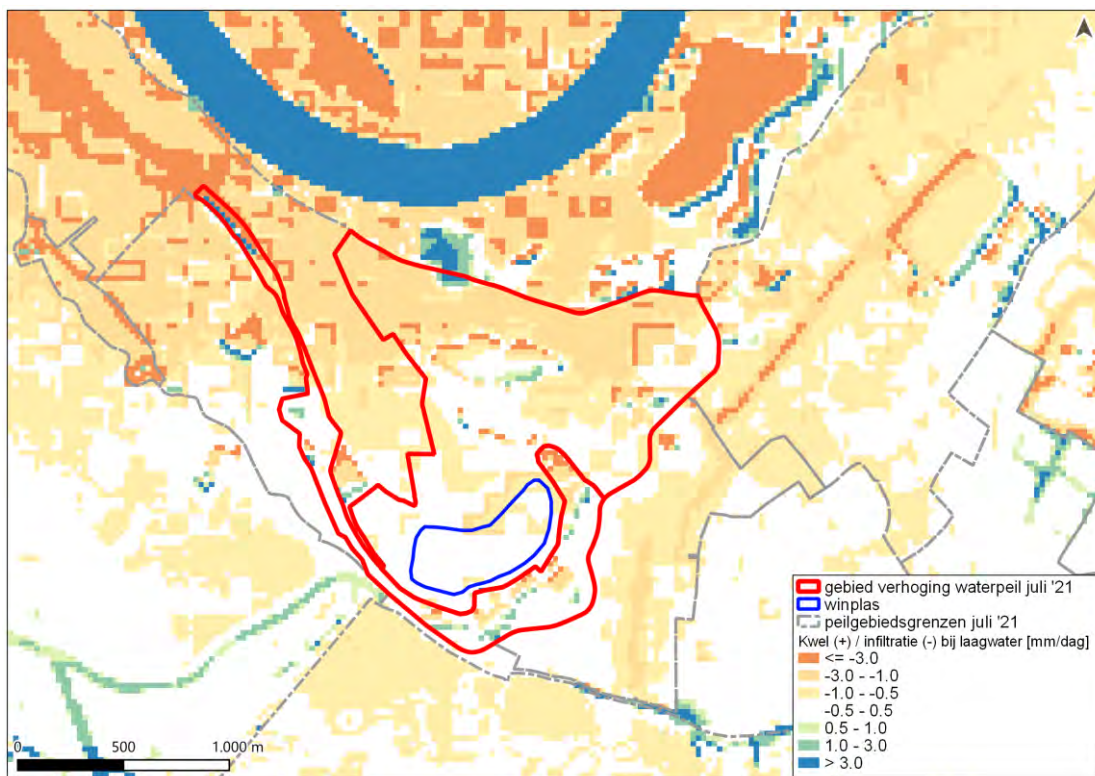 gebied verhoging waterpeil juli '21
winplas
peilgebiedsgrenzen juli '21
Kwel (+) / infiltratie (-) bij laagwater [mm/dag]
<= -3.0
-3.0 - -1.0
-1.0 - -0.5
-0.5 - 0.5
0.5 - 1.0
1.0 - 3.0
> 3.0
0 500 1.000 m